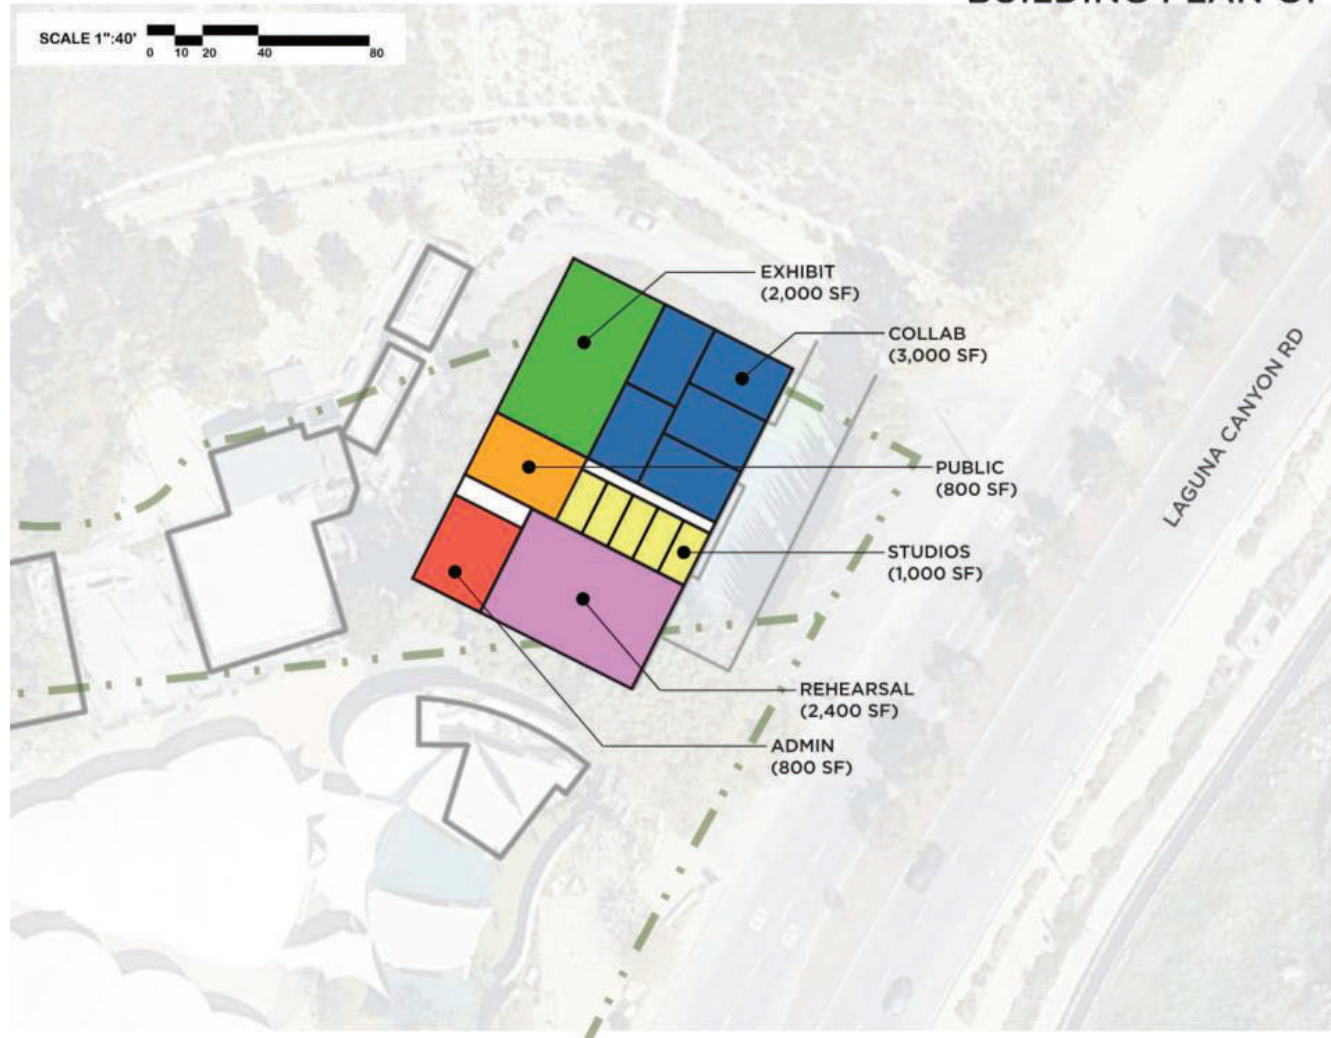 SCALE 1":40'
0 10 20 40 80
EXHIBIT
(2,000 SF)
COLLAB
(3,000 SF)
LAGUNA CANYON RD
PUBLIC
(800 SF)
STUDIOS
(1,000 SF)
REHEARSAL
(2,400 SF)
ADMIN
(800 SF)